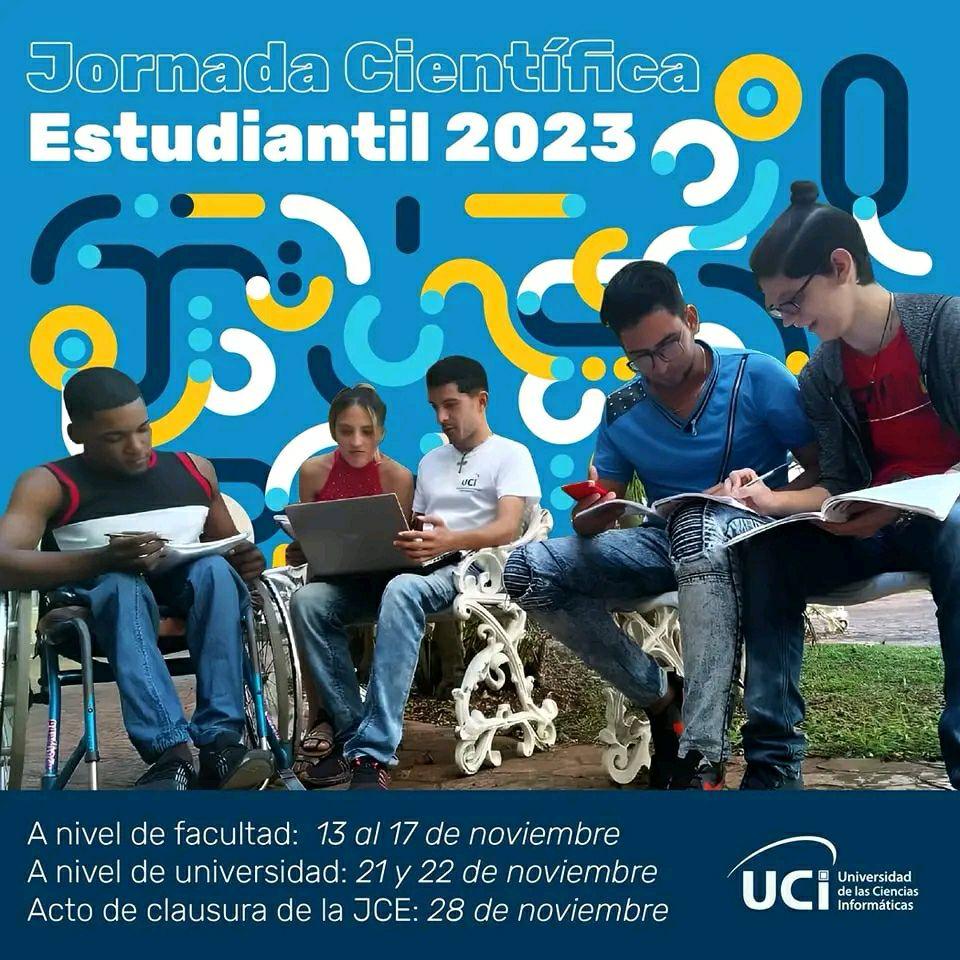 Jornada Científica
Estudiantil 2023
UCi
A nivel de facultad: 13 al 17 de noviembre
A nivel de universidad: 21 y 22 de noviembre
Acto de clausura de la JCE: 28 de noviembre
UCi
Universidad
de las Ciencias
Informáticas